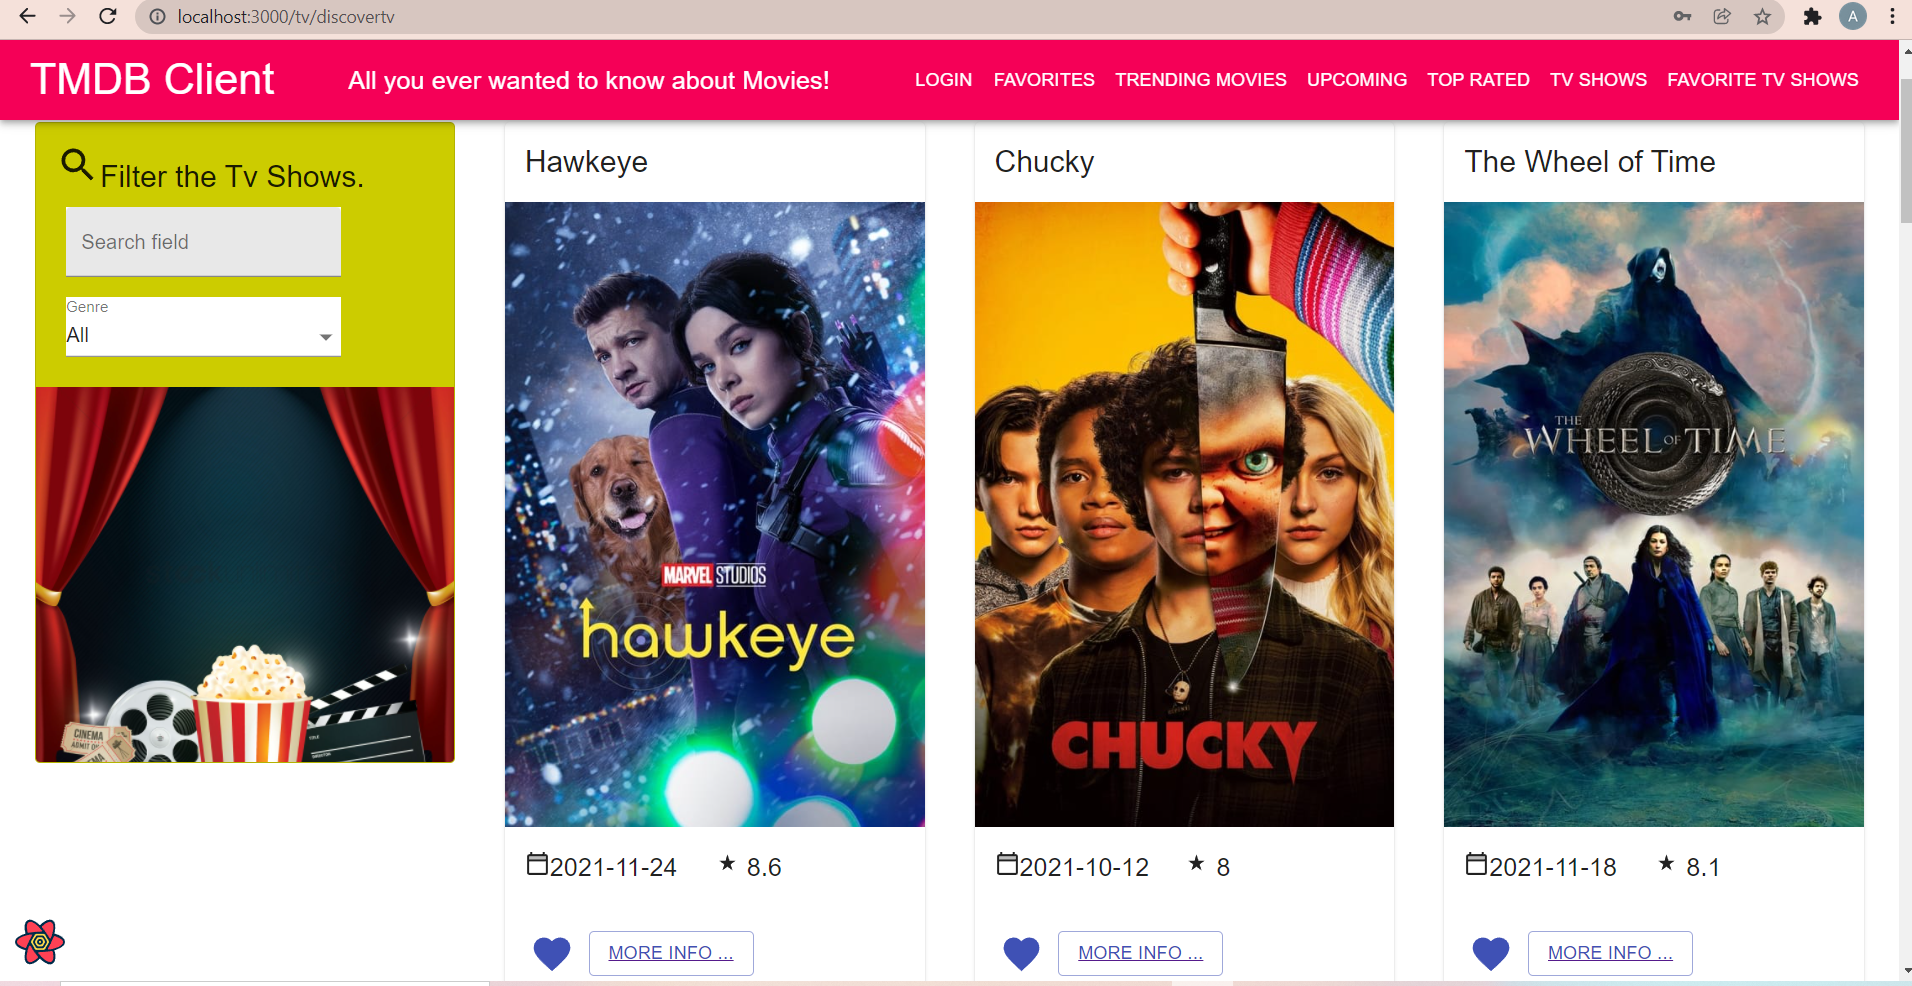 localhost:3000/tv/discovertv
A
TMDB Client
All you ever wanted to know about Movies!
LOGIN FAVORITES TRENDING MOVIES UPCOMING TOP RATED TV SHOWS FAVORITE TV SHOWS
Filter the Tv Shows.
Search field
Genre
All
CINEMA
ADMIT
Hawkeye
MARVEL STUDIOS
hawkeye
2021-11-24 8.6
MORE INFO ...
Chucky
CHUCKY
2021-10-12 8
MORE INFO ...
The Wheel of Time
THE
WHEEL OF TIME
2021-11-18 8.1
MORE INFO ...